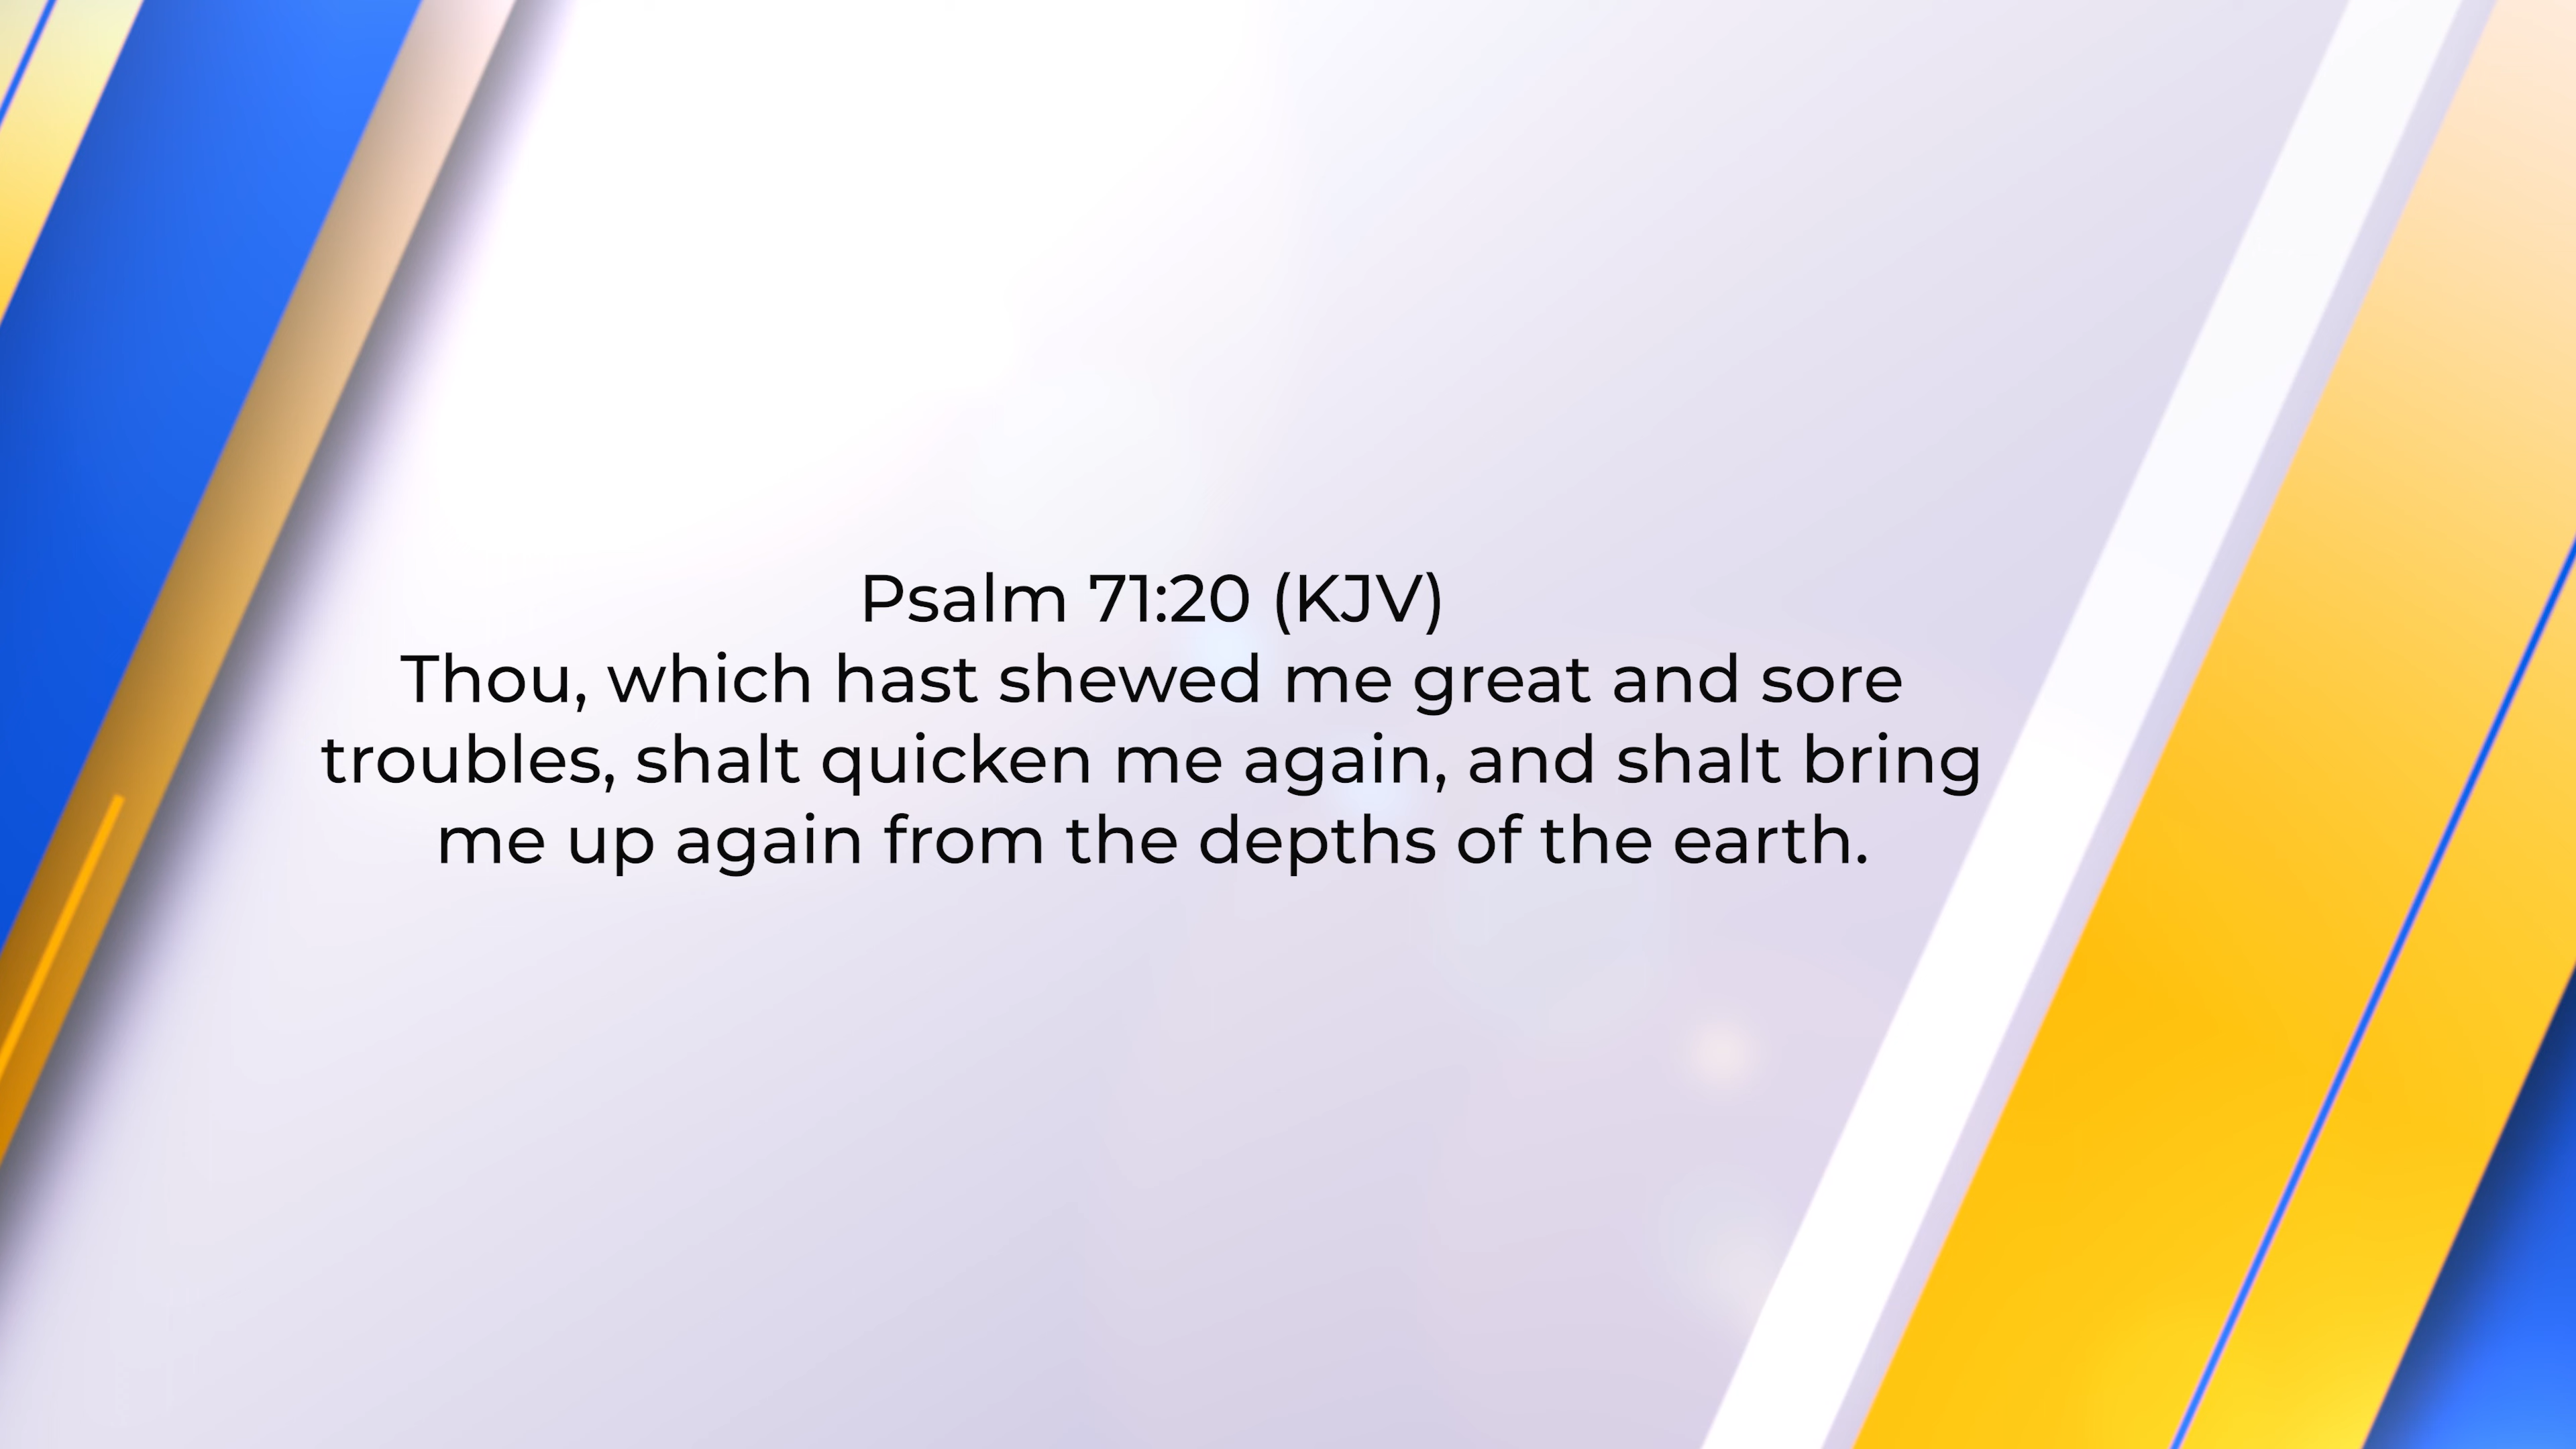 Psalm 71:20 (KJV)
Thou, which hast shewed me great and sore
troubles, shalt quicken me again, and shalt bring
me up again from the depths of the earth.